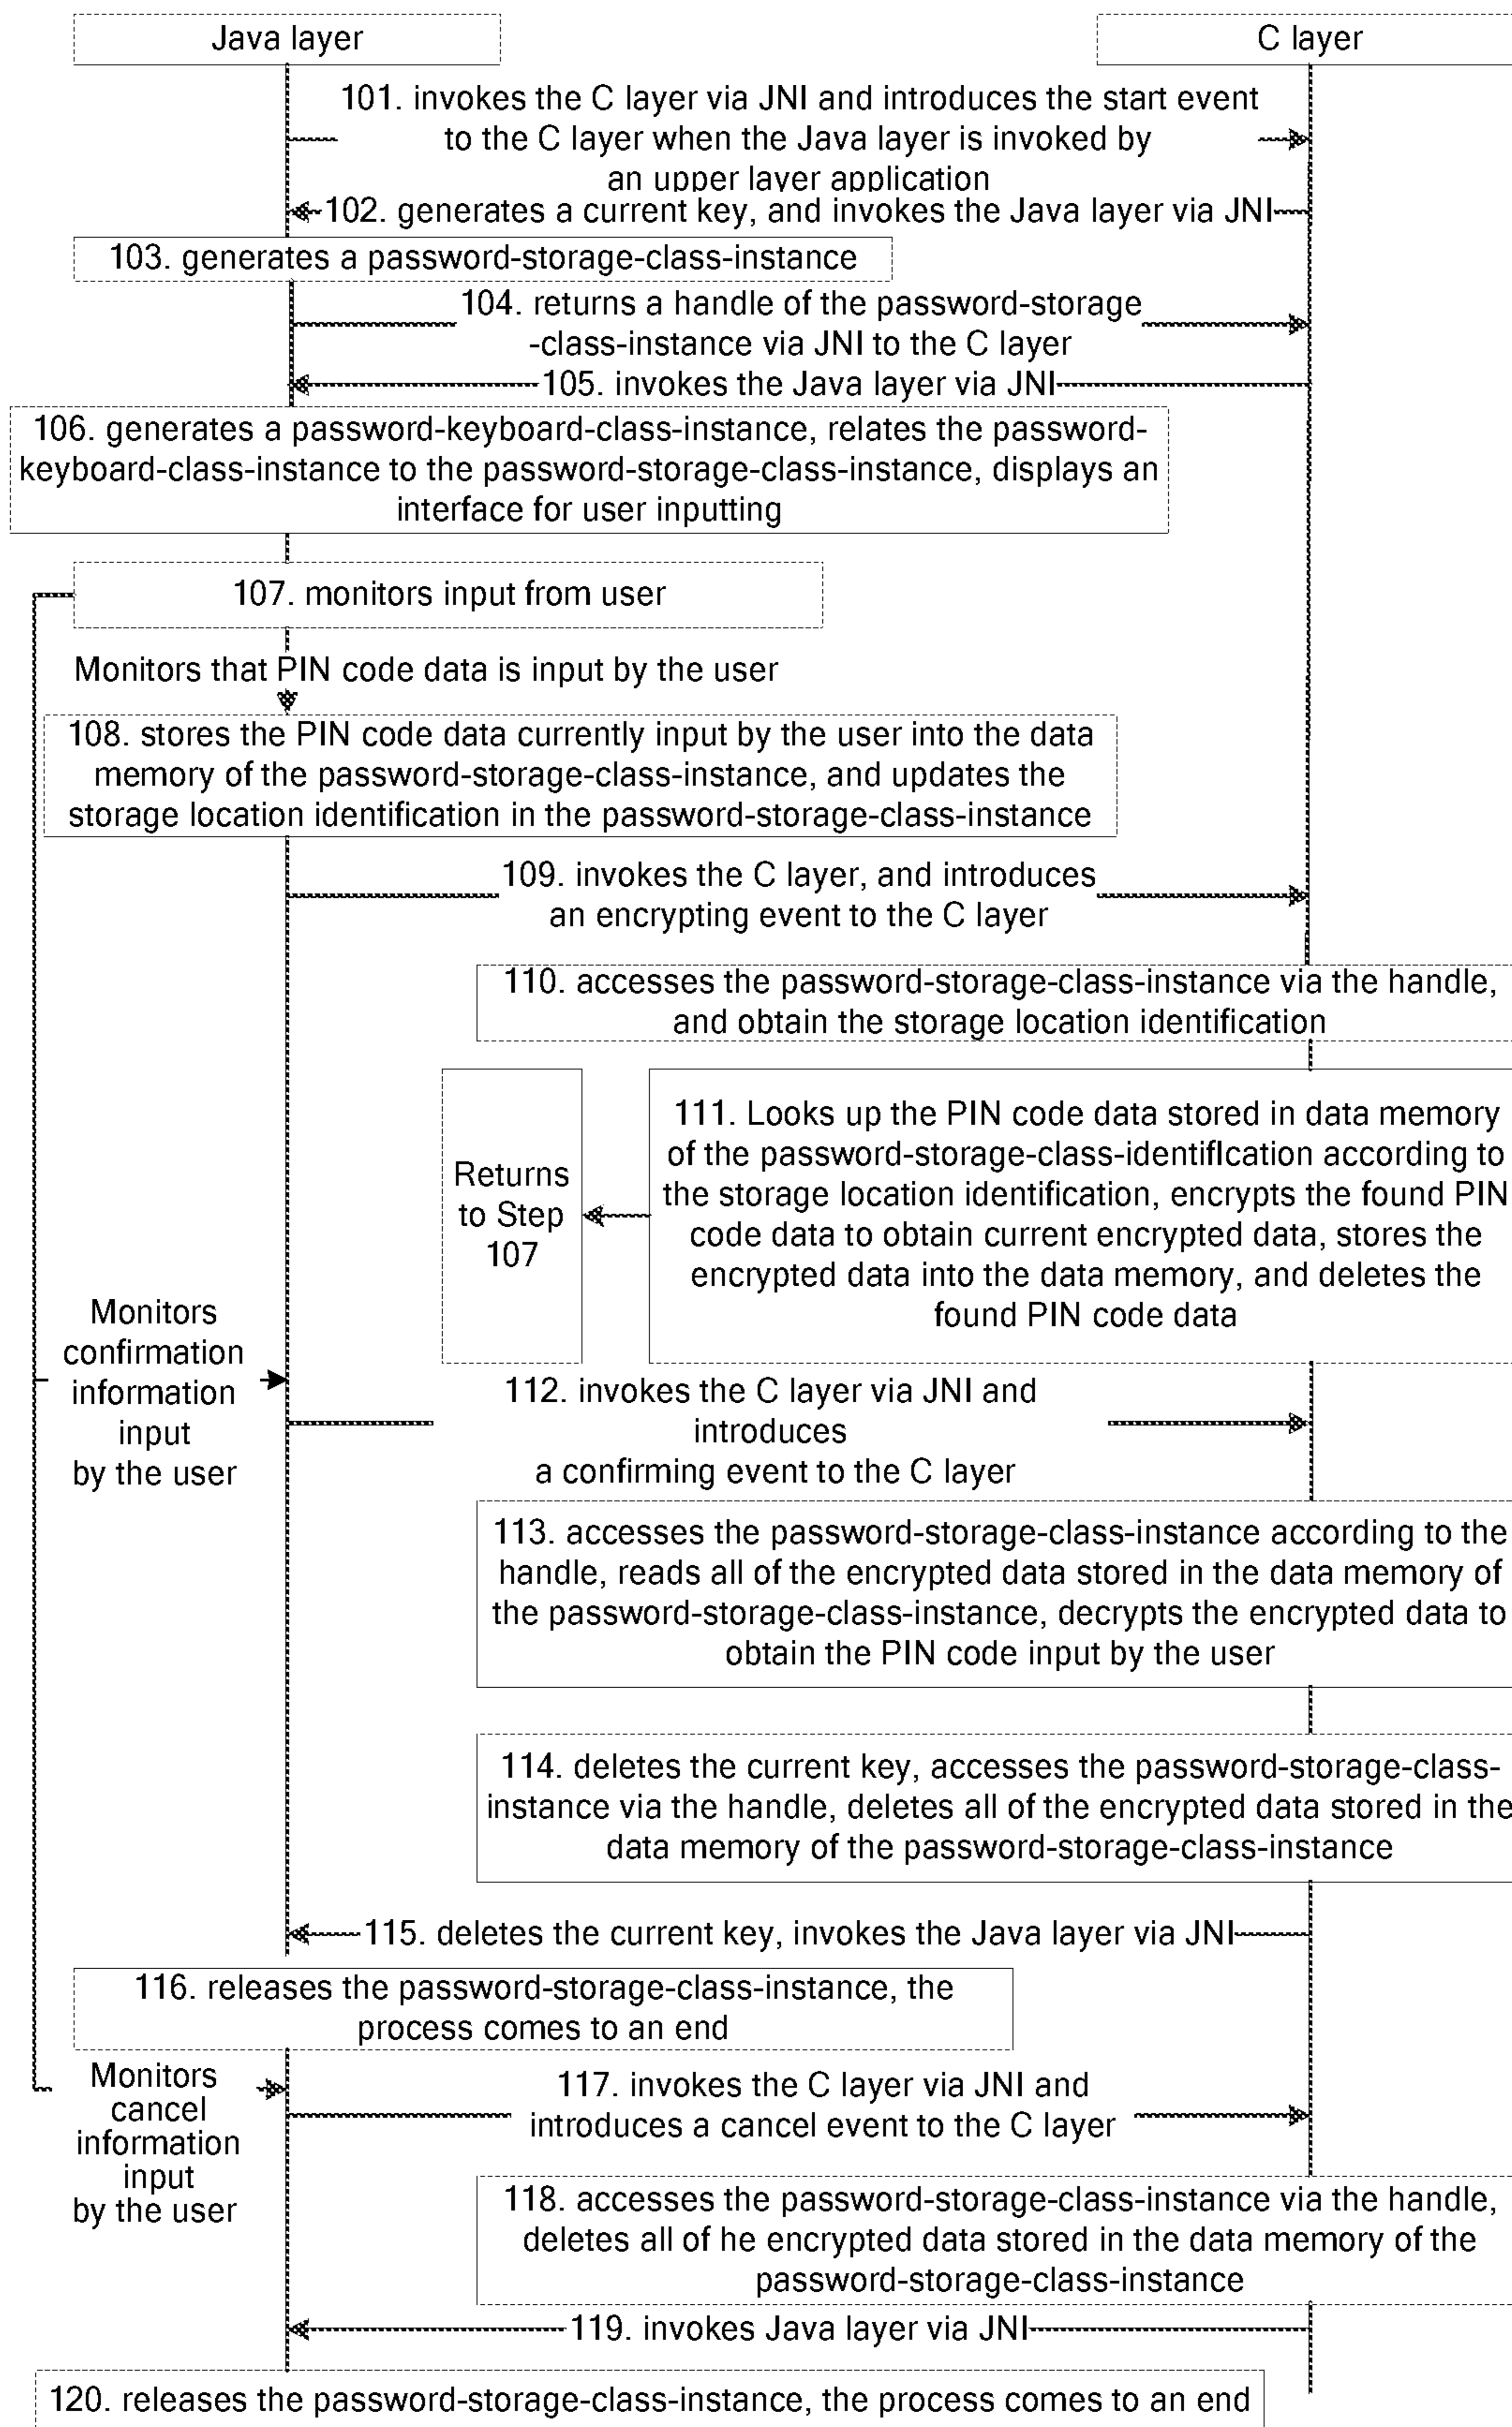 Java layer
C layer
101. invokes the C layer via JNI and introduces the start event
to the C layer when the Java layer is invoked by
an upper layer application
102. generates a current key, and invokes the Java layer via JNI
103. generates a password-storage-class-instance
104. returns a handle of the password-storage
-class-instance via JNI to the C layer
105. invokes the Java layer via JNI
106. generates a password-keyboard-class-instance, relates the password-
keyboard-class-instance to the password-storage-class-instance, displays an
interface for user inputting
107. monitors input from user
Monitors that PIN code data is input by the user
108. stores the PIN code data currently input by the user into the data
memory of the password-storage-class-instance, and updates the
storage location identification in the password-storage-class-instance
109. invokes the C layer, and introduces
an encrypting event to the C layer
110. accesses the password-storage-class-instance via the handle,
and obtain the storage location identification
111. Looks up the PIN code data stored in data memory
of the password-storage-class-identification according to
the storage location identification, encrypts the found PIN
code data to obtain current encrypted data, stores the
encrypted data into the data memory, and deletes the
found PIN code data
Returns
to Step
107
Monitors
confirmation
information
input
by the user
112. invokes the C layer via JNI and
introduces
a confirming event to the C layer
113. accesses the password-storage-class-instance according to the
handle, reads all of the encrypted data stored in the data memory of
the password-storage-class-instance, decrypts the encrypted data to
obtain the PIN code input by the user
114. deletes the current key, accesses the password-storage-class-
instance via the handle, deletes all of the encrypted data stored in the
data memory of the password-storage-class-instance
115. deletes the current key, invokes the Java layer via JNI
116. releases the password-storage-class-instance, the
process comes to an end
Monitors
cancel
information
input
by the user
117. invokes the C layer via JNI and
introduces a cancel event to the C layer
118. accesses the password-storage-class-instance via the handle,
deletes all of he encrypted data stored in the data memory of the
password-storage-class-instance
119. invokes Java layer via JNI
120. releases the password-storage-class-instance, the process comes to an end